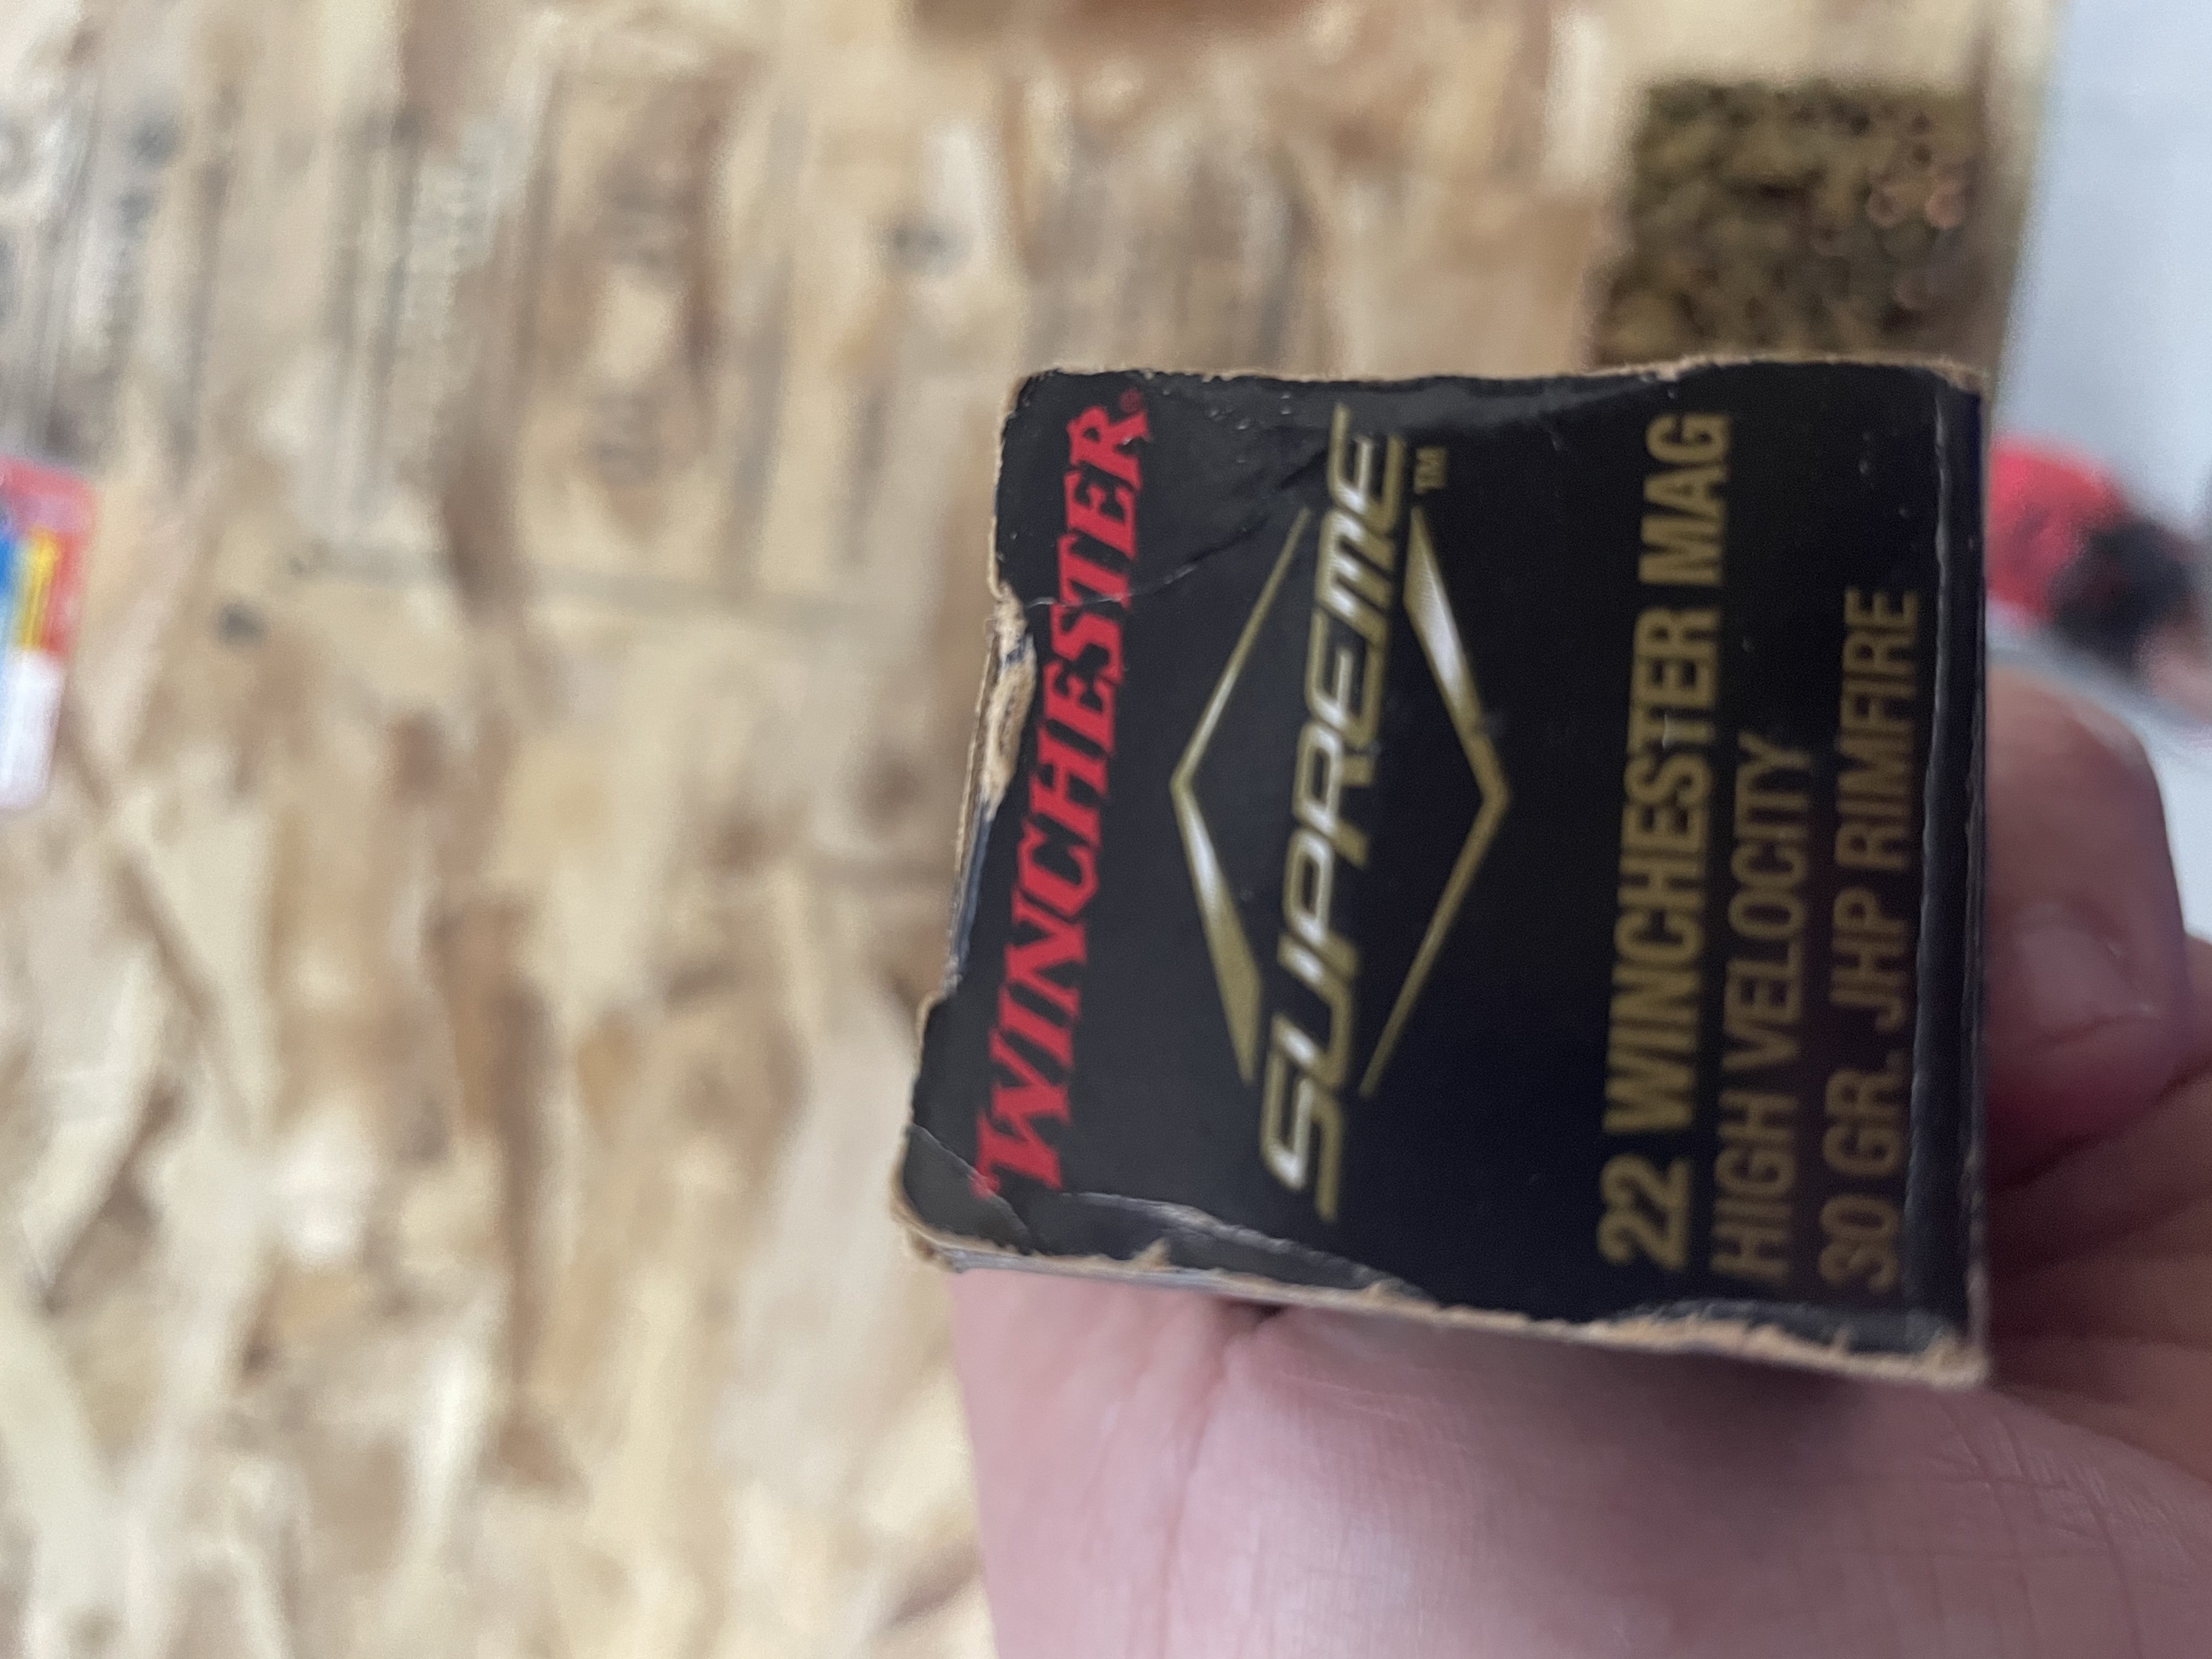 WINCHESTER®
SUPREME™
22 WINCHESTER MAG
HIGH VELOCITY
30 GR. JHP RIMFIRE